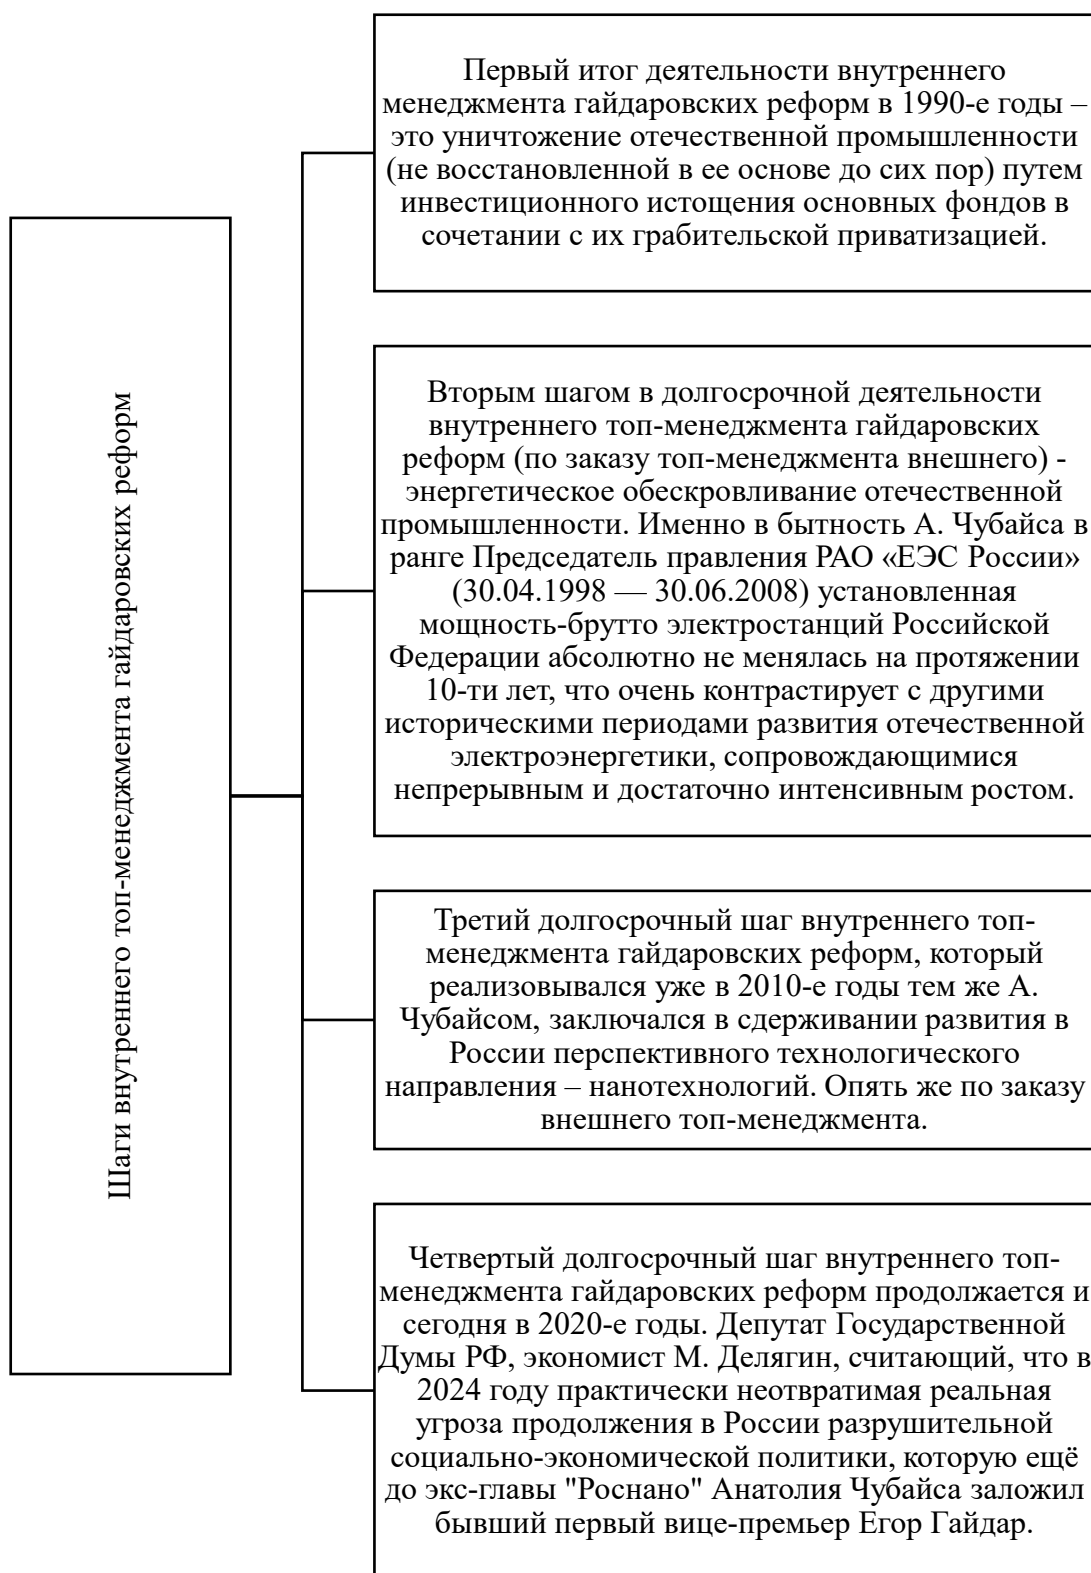 Шаги внутреннего топ-менеджмента гайдаровских реформ
Первый итог деятельности внутреннего
менеджмента гайдаровских реформ в 1990-е годы –
это уничтожение отечественной промышленности
(не восстановленной в ее основе до сих пор) путем
инвестиционного истощения основных фондов в
сочетании с их грабительской приватизацией.
Вторым шагом в долгосрочной деятельности
внутреннего топ-менеджмента гайдаровских
реформ (по заказу топ-менеджмента внешнего) -
энергетическое обескровливание отечественной
промышленности. Именно в бытность А. Чубайса в
ранге Председатель правления РАО «ЕЭС России»
(30.04.1998 — 30.06.2008) установленная
мощность-брутто электростанций Российской
Федерации абсолютно не менялась на протяжении
10-ти лет, что очень контрастирует с другими
историческими периодами развития отечественной
электроэнергетики, сопровождающимися
непрерывным и достаточно интенсивным ростом.
Третий долгосрочный шаг внутреннего топ-
менеджмента гайдаровских реформ, который
реализовывался уже в 2010-е годы тем же А.
Чубайсом, заключался в сдерживании развития в
России перспективного технологического
направления – нанотехнологий. Опять же по заказу
внешнего топ-менеджмента.
Четвертый долгосрочный шаг внутреннего топ-
менеджмента гайдаровских реформ продолжается и
сегодня в 2020-е годы. Депутат Государственной
Думы РФ, экономист М. Делягин, считающий, что в
2024 году практически неотвратимая реальная
угроза продолжения в России разрушительной
социально-экономической политики, которую ещё
до экс-главы "Роснано" Анатолия Чубайса заложил
бывший первый вице-премьер Егор Гайдар.